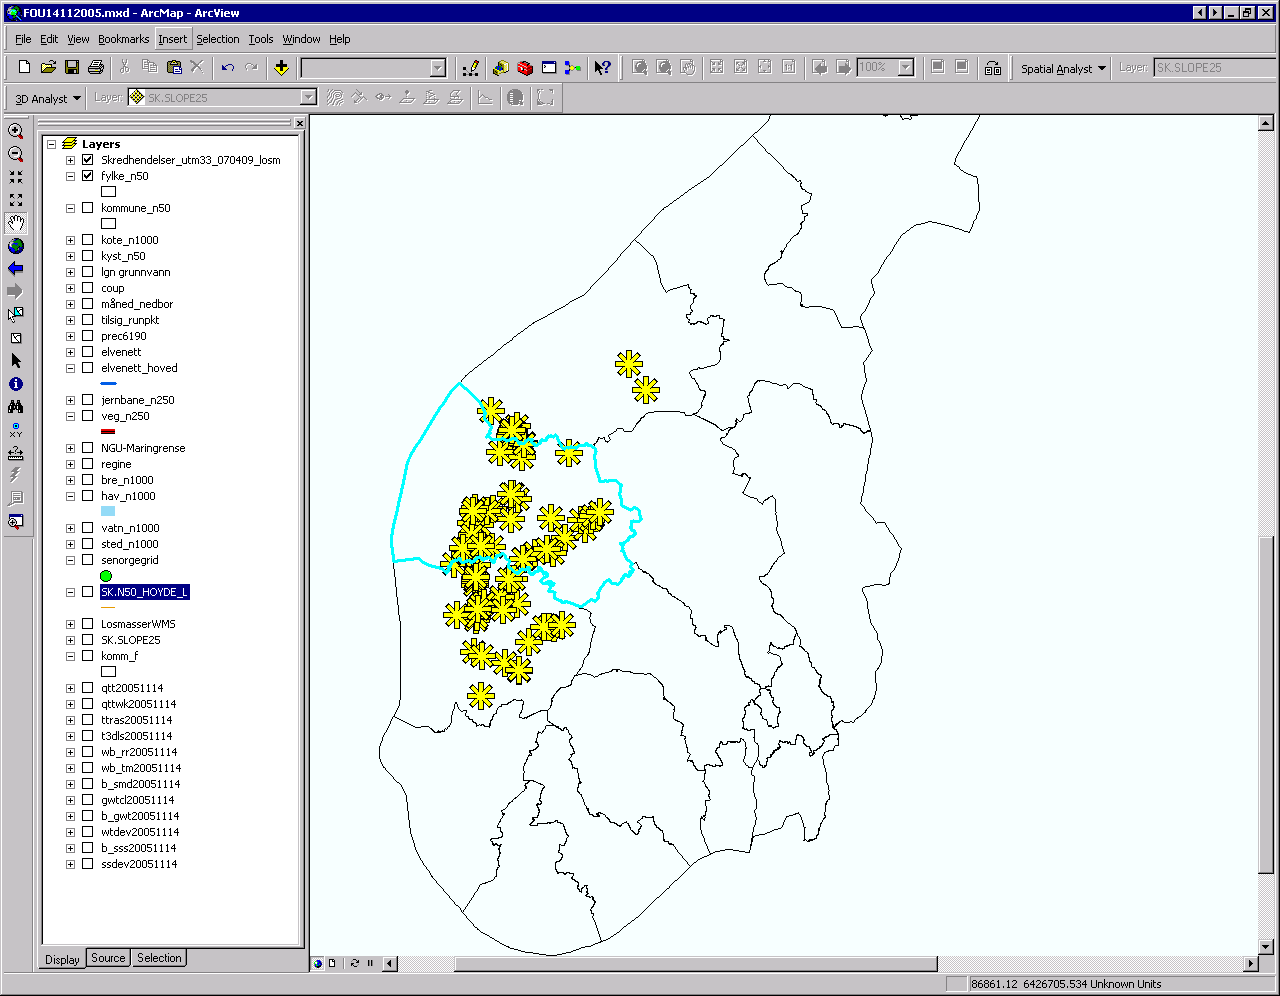 FOU14112005.mxd - ArcMap - ArcView
File Edit View Bookmarks Insert Selection Tools Window Help
100% Spatial Analyst Layer: SK.SLOPE25
3D Analyst Layer: SK.SLOPE25
Layers
Skredhendelser_utm33_070409_losm
fylke_n50
kommune_n50
kote_n1000
kyst_n50
lgn grunnvann
coup
måned_nedbor
tilsig_runpkt
prec6190
elvenett
elvenett_hoved
jernbane_n250
veg_n250
NGU-Maringrense
regine
bre_n1000
hav_n1000
vatn_n1000
sted_n1000
senorgegrid
SK.N50_HOYDE_L
LosmasserWMS
SK.SLOPE25
komm_f
qtt20051114
qttwk20051114
ttras20051114
t3dls20051114
wb_rr20051114
wb_tm20051114
b_smd20051114
gwtcl20051114
b_gwt20051114
wtdev20051114
b_sss20051114
ssdev20051114
Display Source Selection
86861.12 6426705.534 Unknown Units